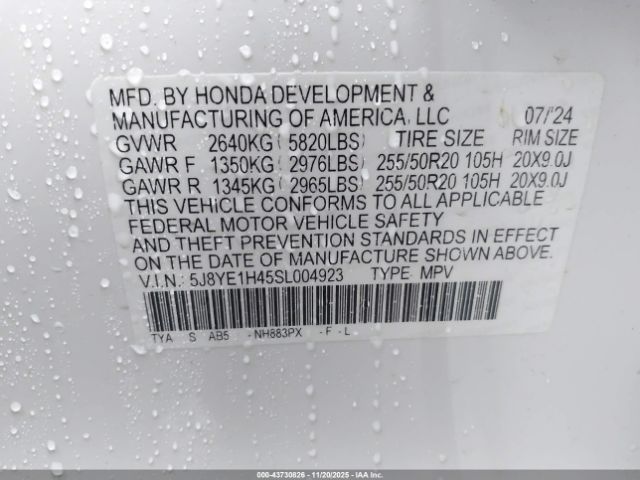 MFD. BY HONDA DEVELOPMENT &
MANUFACTURING OF AMERICA, LLC 07/'24
GVWR 2640KG ( 5820LBS) TIRE SIZE RIM SIZE
GAWR F 1350KG ( 2976LBS) 255/50R20 105H 20X9.0J
GAWR R 1345KG ( 2965LBS) 255/50R20 105H 20X9.0J
THIS VEHICLE CONFORMS TO ALL APPLICABLE
FEDERAL MOTOR VEHICLE SAFETY
AND THEFT PREVENTION STANDARDS IN EFFECT
ON THE DATE OF MANUFACTURE SHOWN ABOVE.
V.I.N.: 5J8YE1H45SL004923 TYPE: MPV
TYA S AB5 -NH883PX -F -L
000-43730826 - 11/20/2025 - IAA Inc.